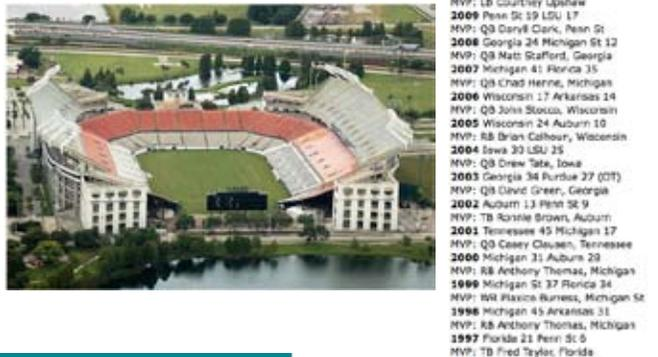 MVP: LB Courtney Upshaw
2009 Penn St 19 LSU 17
MVP: QB Daryll Clark, Penn St
2008 Georgia 24 Michigan St 12
MVP: QB Matt Stafford, Georgia
2007 Michigan 41 Florida 35
MVP: QB Chad Henne, Michigan
2006 Wisconsin 17 Arkansas 14
MVP: QB John Stocco, Wisconsin
2005 Wisconsin 24 Auburn 10
MVP: RB Brian Calhoun, Wisconsin
2004 Iowa 30 LSU 25
MVP: QB Drew Tate, Iowa
2003 Georgia 34 Purdue 27 (OT)
MVP: QB David Green, Georgia
2002 Auburn 13 Penn St 9
MVP: TB Ronnie Brown, Auburn
2001 Tennessee 45 Michigan 17
MVP: QB Casey Clausen, Tennessee
2000 Michigan 31 Auburn 28
MVP: RB Anthony Thomas, Michigan
1999 Michigan St 37 Florida 34
MVP: WR Plaxico Burress, Michigan St
1998 Michigan 45 Arkansas 31
MVP: RB Anthony Thomas, Michigan
1997 Florida 21 Penn St 6
MVP: TB Fred Taylor, Florida